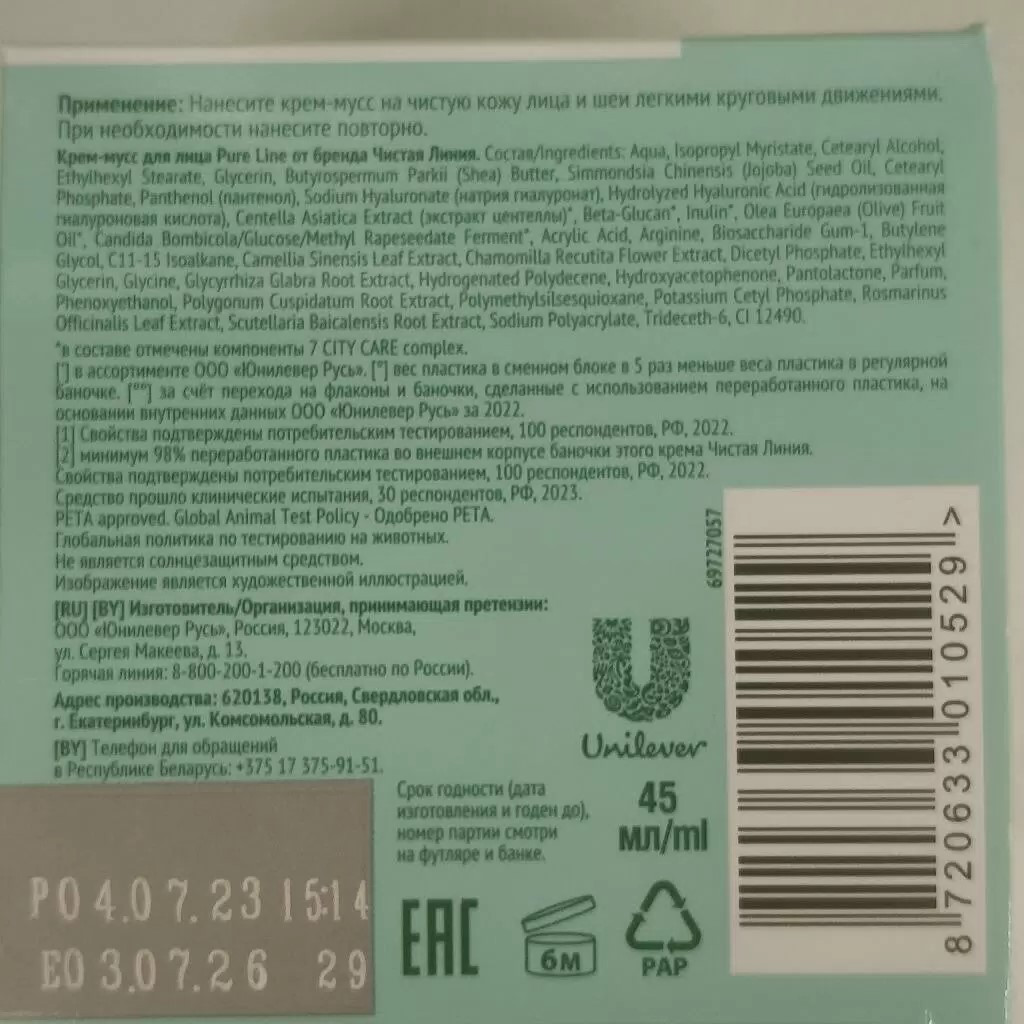 Применение: Нанесите крем-мусс на чистую кожу лица и шеи легкими круговыми движениями.
При необходимости нанесите повторно.
Крем-мусс для лица Pure Line от бренда Чистая Линия. Состав/Ingredients: Aqua, Isopropyl Myristate, Cetearyl Alcohol,
Ethylhexyl Stearate, Glycerin, Butyrospermum Parkii (Shea) Butter, Simmondsia Chinensis (Jojoba) Seed Oil, Cetearyl
Phosphate, Panthenol (пантенол), Sodium Hyaluronate (натрия гиалуронат), Hydrolyzed Hyaluronic Acid (гидролизованная
гиалуроновая кислота), Centella Asiatica Extract (экстракт центеллы)*, Beta-Glucan*, Inulin*, Olea Europaea (Olive) Fruit
Oil*, Candida Bombicola/Glucose/Methyl Rapeseedate Ferment*, Acrylic Acid, Arginine, Biosaccharide Gum-1, Butylene
Glycol, C11-15 Isoalkane, Camellia Sinensis Leaf Extract, Chamomilla Recutita Flower Extract, Dicetyl Phosphate, Ethylhexyl
Glycerin, Glycine, Glycyrrhiza Glabra Root Extract, Hydrogenated Polydecene, Hydroxyacetophenone, Pantolactone, Parfum,
Phenoxyethanol, Polygonum Cuspidatum Root Extract, Polymethylsilsesquioxane, Potassium Cetyl Phosphate, Rosmarinus
Officinalis Leaf Extract, Scutellaria Baicalensis Root Extract, Sodium Polyacrylate, Trideceth-6, CI 12490.
*в составе отмечены компоненты 7 CITY CARE complex.
[*] в ассортименте ООО «Юнилевер Русь». [°] вес пластика в сменном блоке в 5 раз меньше веса пластика в регулярной
баночке. [°°] за счёт перехода на флаконы и баночки, сделанные с использованием переработанного пластика, на
основании внутренних данных ООО «Юнилевер Русь» за 2022.
[1] Свойства подтверждены потребительским тестированием, 100 респондентов, РФ, 2022.
[2] минимум 98% переработанного пластика во внешнем корпусе баночки этого крема Чистая Линия.
Свойства подтверждены потребительским тестированием, 100 респондентов, РФ, 2022.
Средство прошло клинические испытания, 30 респондентов, РФ, 2023.
PETA approved. Global Animal Test Policy - Одобрено PETA.
Глобальная политика по тестированию на животных.
Не является солнцезащитным средством.
Изображение является художественной иллюстрацией.
[RU] [BY] Изготовитель/Организация, принимающая претензии:
ООО «Юнилевер Русь», Россия, 123022, Москва,
ул. Сергея Макеева, д. 13.
Горячая линия: 8-800-200-1-200 (бесплатно по России).
Адрес производства: 620138, Россия, Свердловская обл.,
г. Екатеринбург, ул. Комсомольская, д. 80.
[BY] Телефон для обращений
в Республике Беларусь: +375 17 375-91-51.
Срок годности (дата
изготовления и годен до),
номер партии смотри
на футляре и банке.
Unilever
45
мл/ml
69727057
8 720633 010529 >
P04.07.23 15:14
E03.07.26 29
EAC
6М
PAP